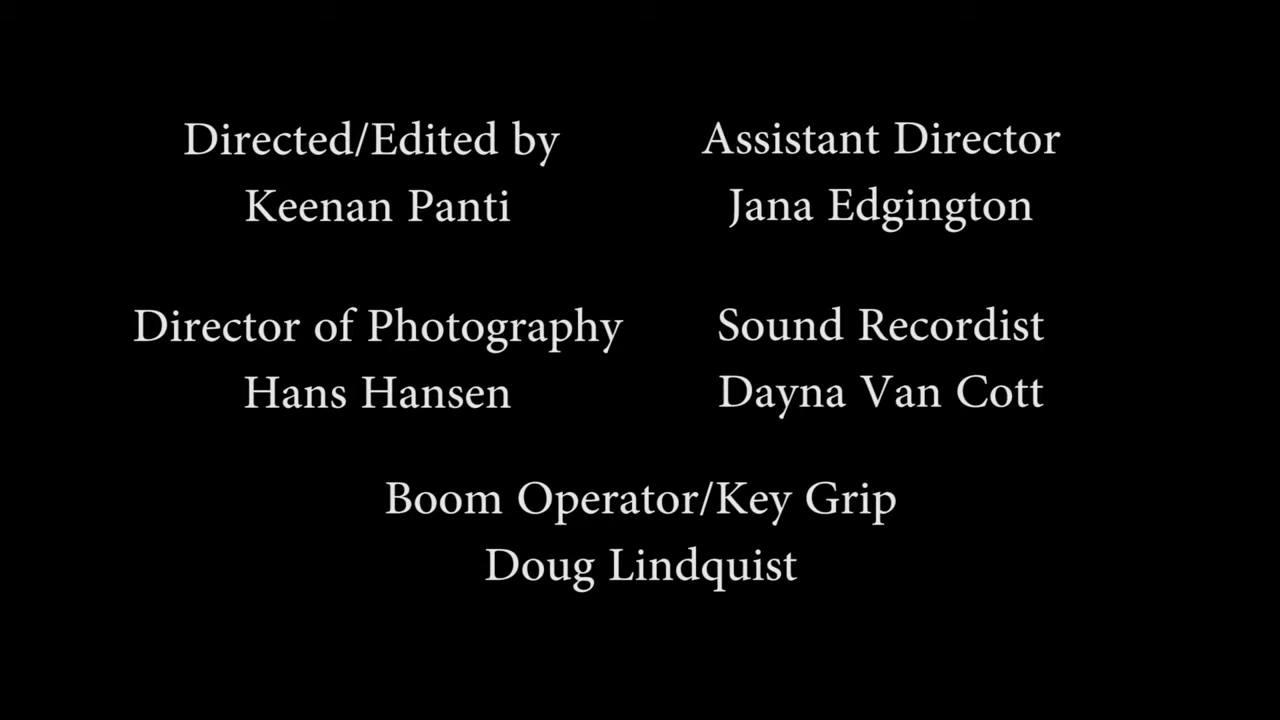 Directed/Edited by
Keenan Panti
Assistant Director
Jana Edgington
Director of Photography
Hans Hansen
Sound Recordist
Dayna Van Cott
Boom Operator/Key Grip
Doug Lindquist